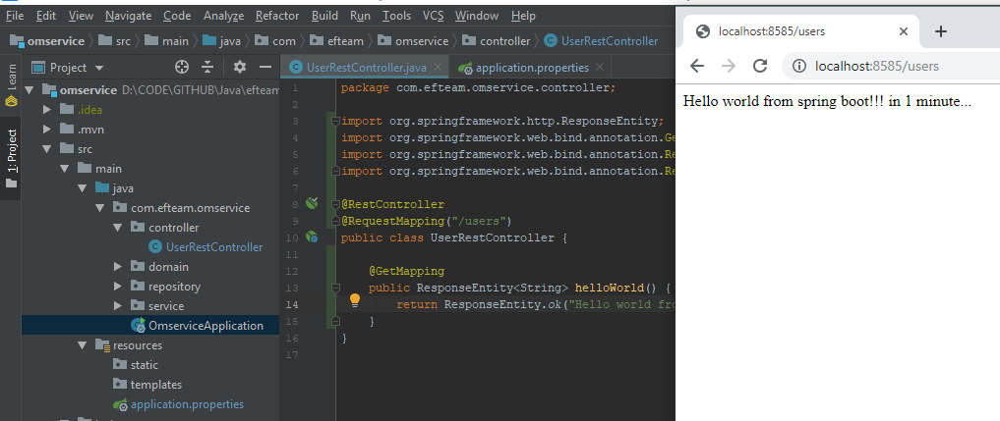 File Edit View Navigate Code Analyze Refactor Build Run Tools VCS Window Help
omservice src main java com efteam omservice controller UserRestController
Project
UserRestController.java application.properties
Learn
1: Project
omservice D:\CODE\GITHUB\Java\efteam
.idea
.mvn
src
main
java
com.efteam.omservice
controller
UserRestController
domain
repository
service
OmserviceApplication
resources
static
templates
application.properties
1 package com.efteam.omservice.controller;
2
3 import org.springframework.http.ResponseEntity;
4 import org.springframework.web.bind.annotation.Ge
5 import org.springframework.web.bind.annotation.Re
6 import org.springframework.web.bind.annotation.Re
7
8 @RestController
9 @RequestMapping("/users")
10 public class UserRestController {
11
12 @GetMapping
13 public ResponseEntity<String> helloWorld() {
14 return ResponseEntity.ok("Hello world fro
15 }
16 }
17
localhost:8585/users
localhost:8585/users
Hello world from spring boot!!! in 1 minute...